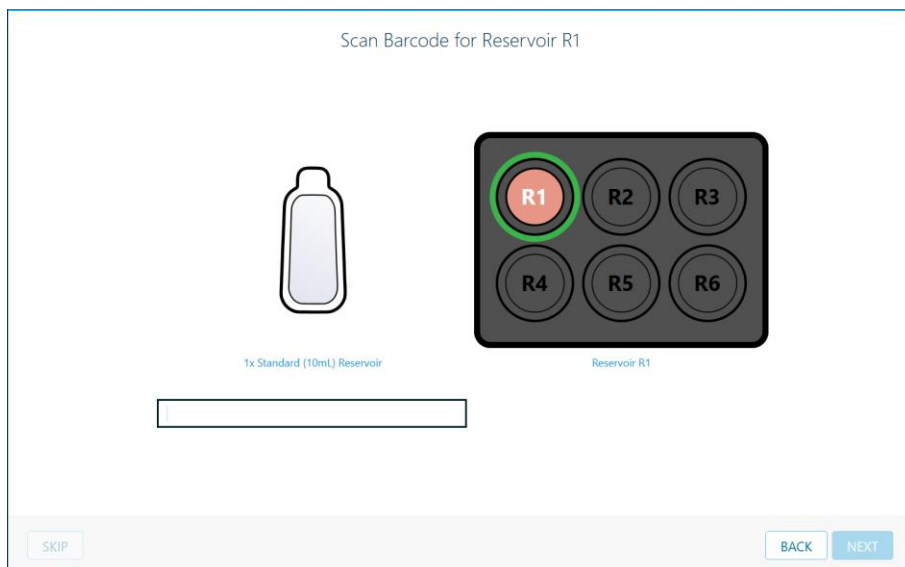 Scan Barcode for Reservoir R1
R1 R2 R3
R4 R5 R6
1x Standard (10mL) Reservoir
Reservoir R1
SKIP
BACK
NEXT